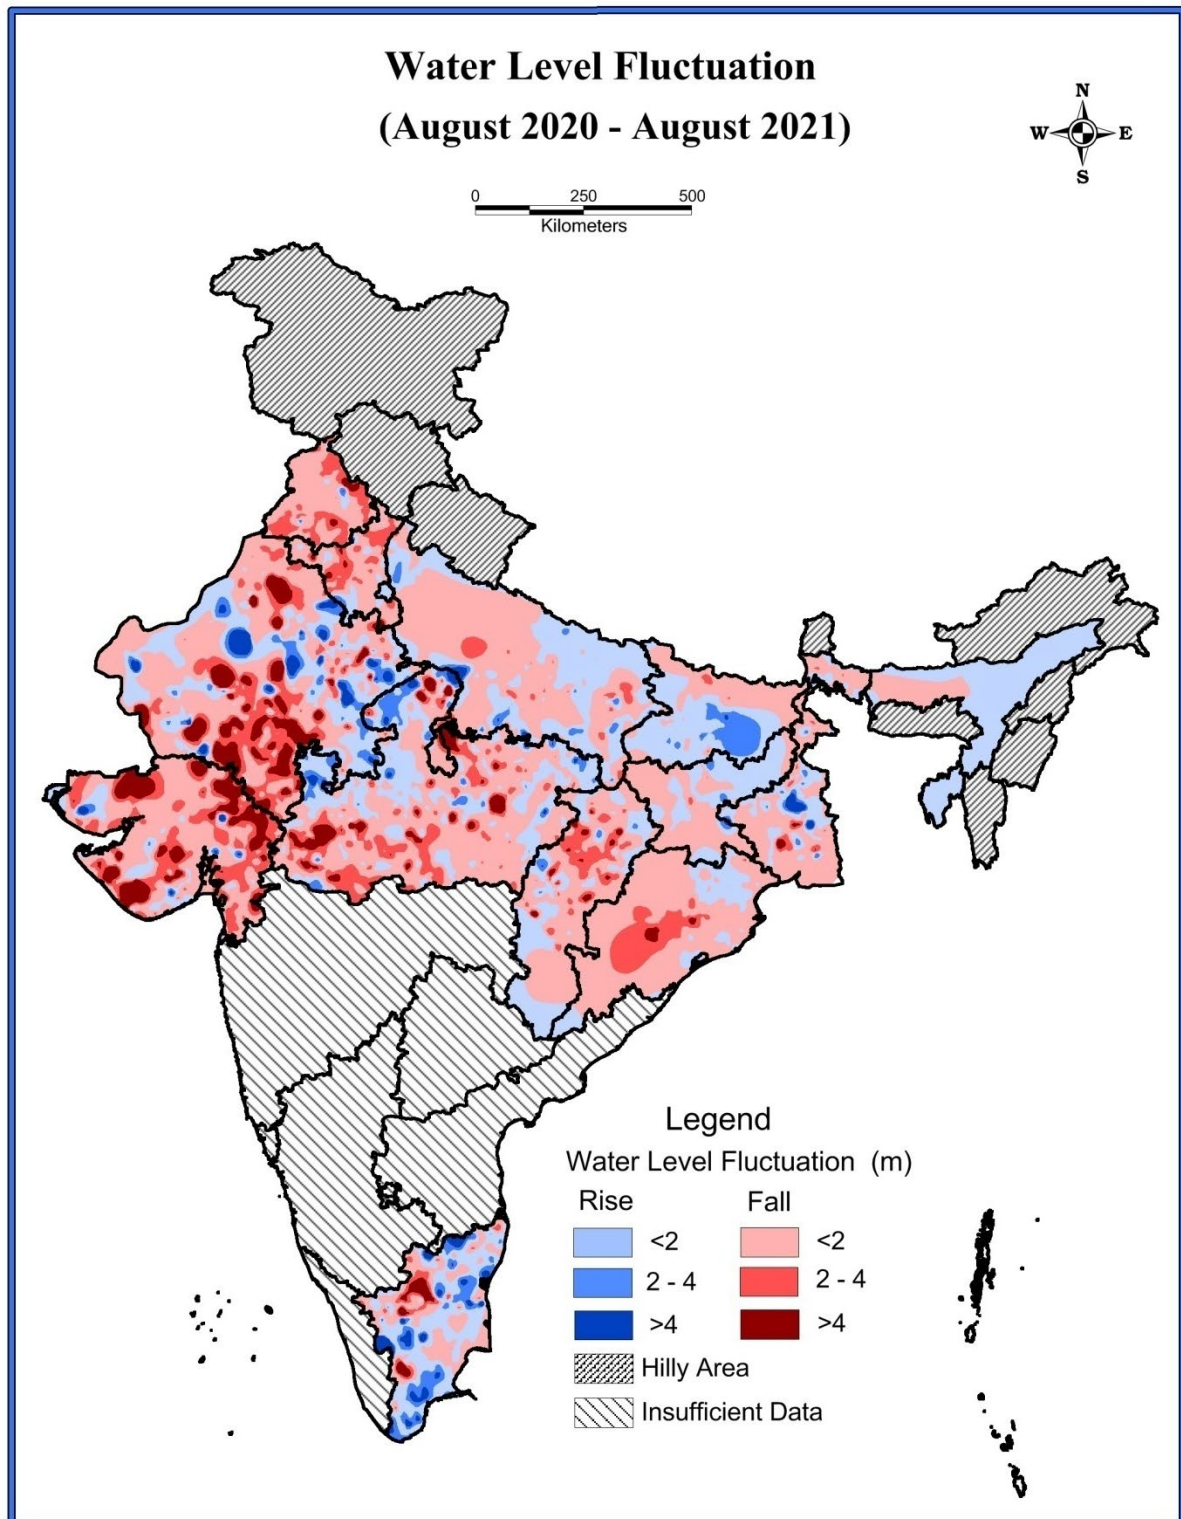 Water Level Fluctuation
(August 2020 - August 2021)
N
W E
S
0 250 500
Kilometers
Legend
Water Level Fluctuation (m)
Rise Fall
<2 <2
2 - 4 2 - 4
>4 >4
Hilly Area
Insufficient Data